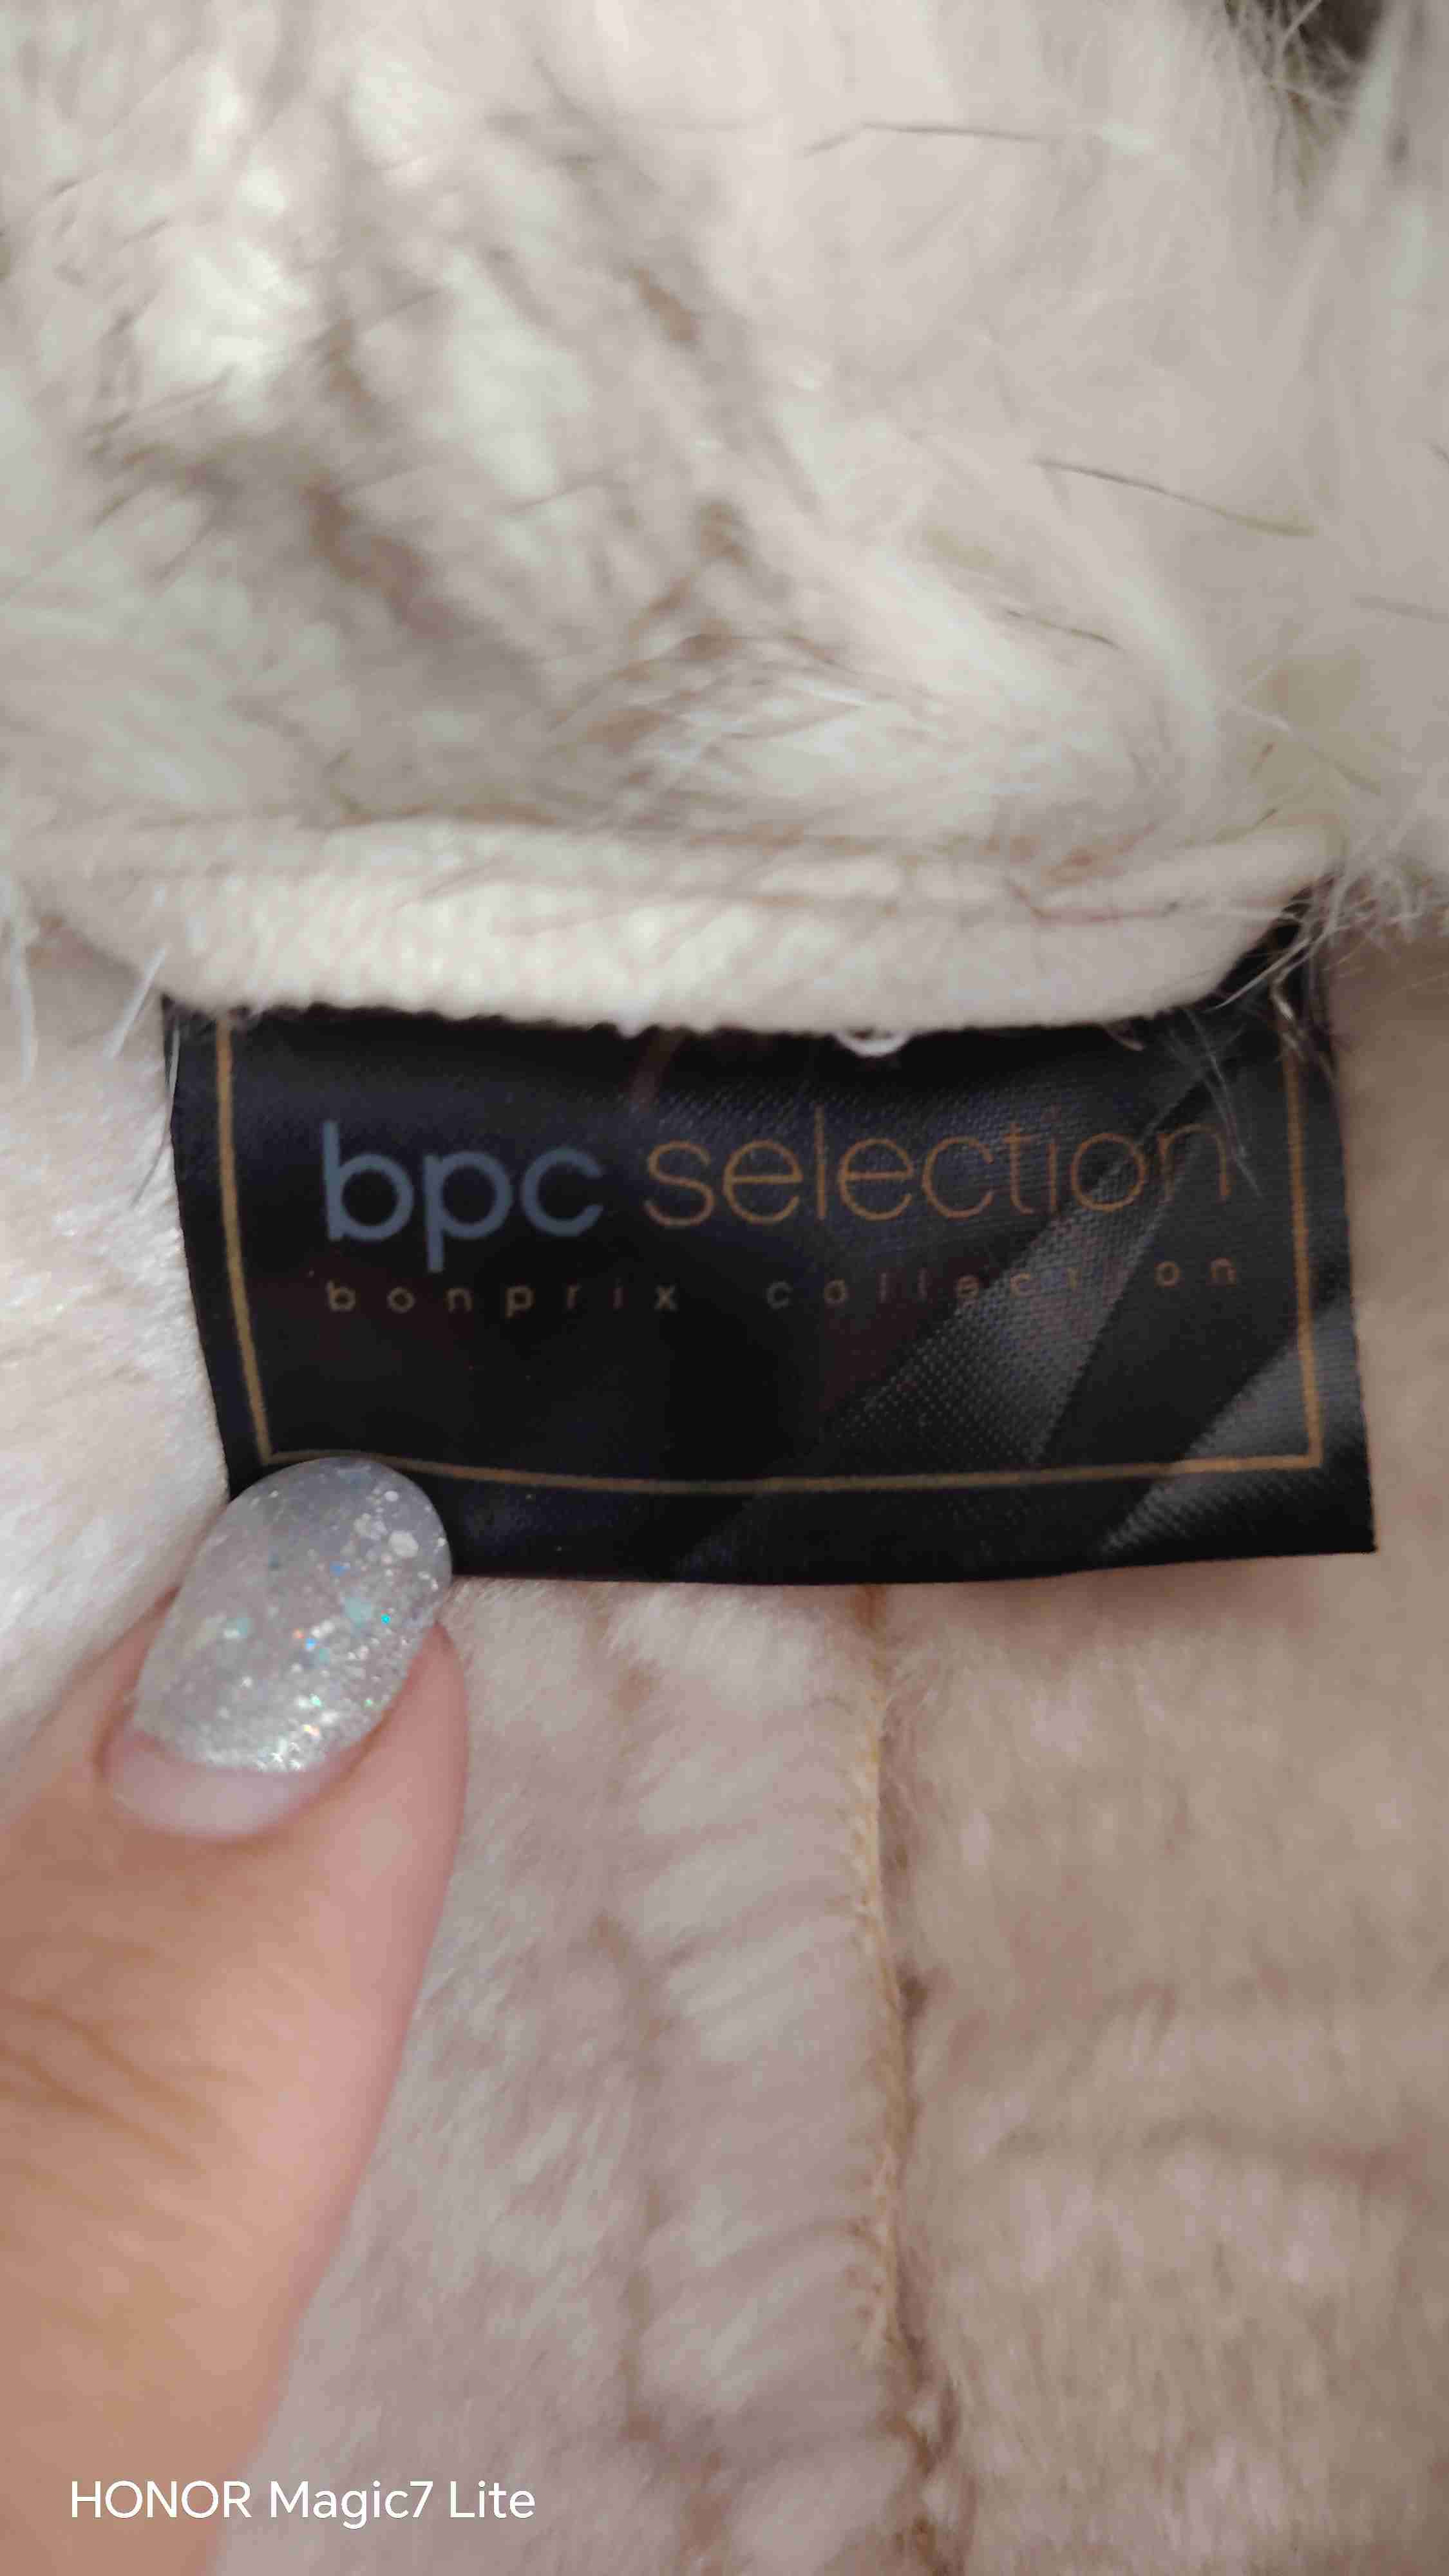 bpc selection
bonprix collection
HONOR Magic7 Lite